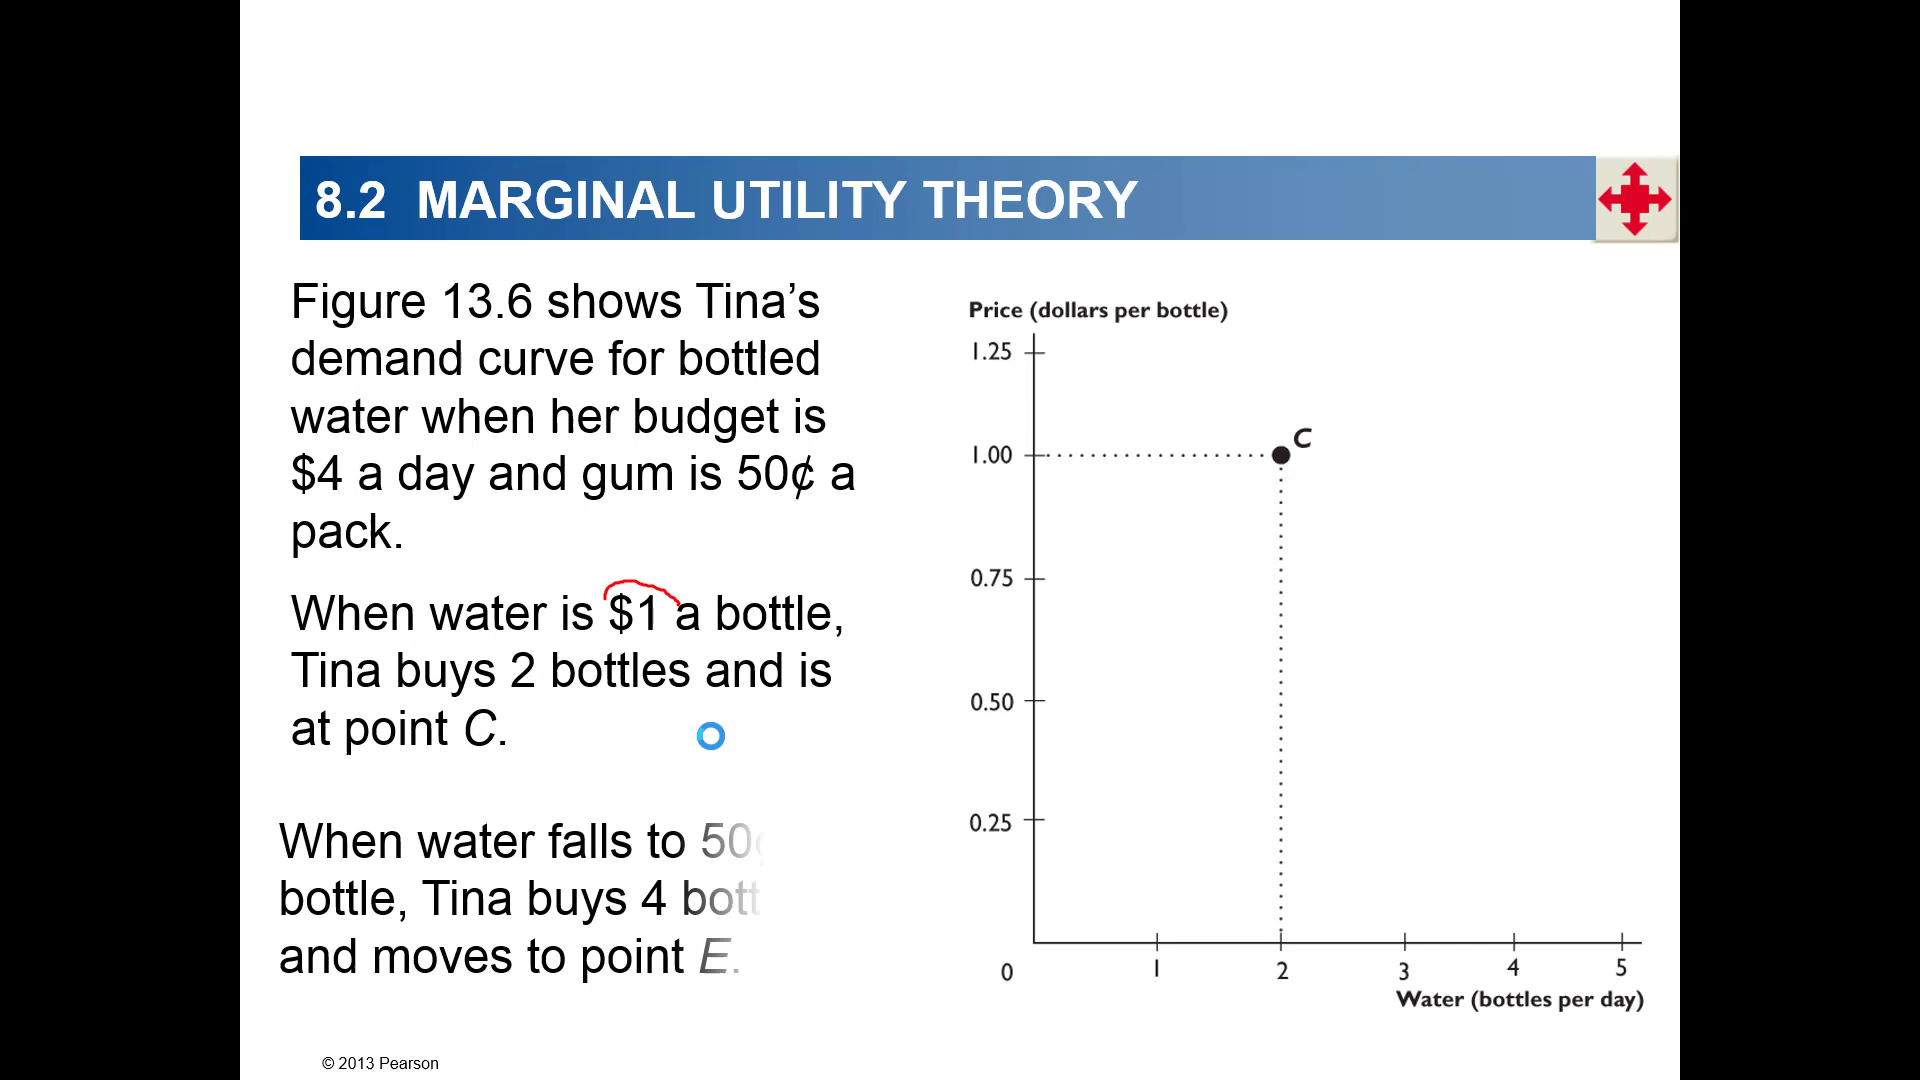 8.2 MARGINAL UTILITY THEORY
Figure 13.6 shows Tina’s
demand curve for bottled
water when her budget is
$4 a day and gum is 50¢ a
pack.
When water is $1 a bottle,
Tina buys 2 bottles and is
at point C.
When water falls to 50
bottle, Tina buys 4
and moves to point E.
© 2013 Pearson
Price (dollars per bottle)
1.25
C
1.00
0.75
0.50
0.25
0 1 2 3 4 5
Water (bottles per day)